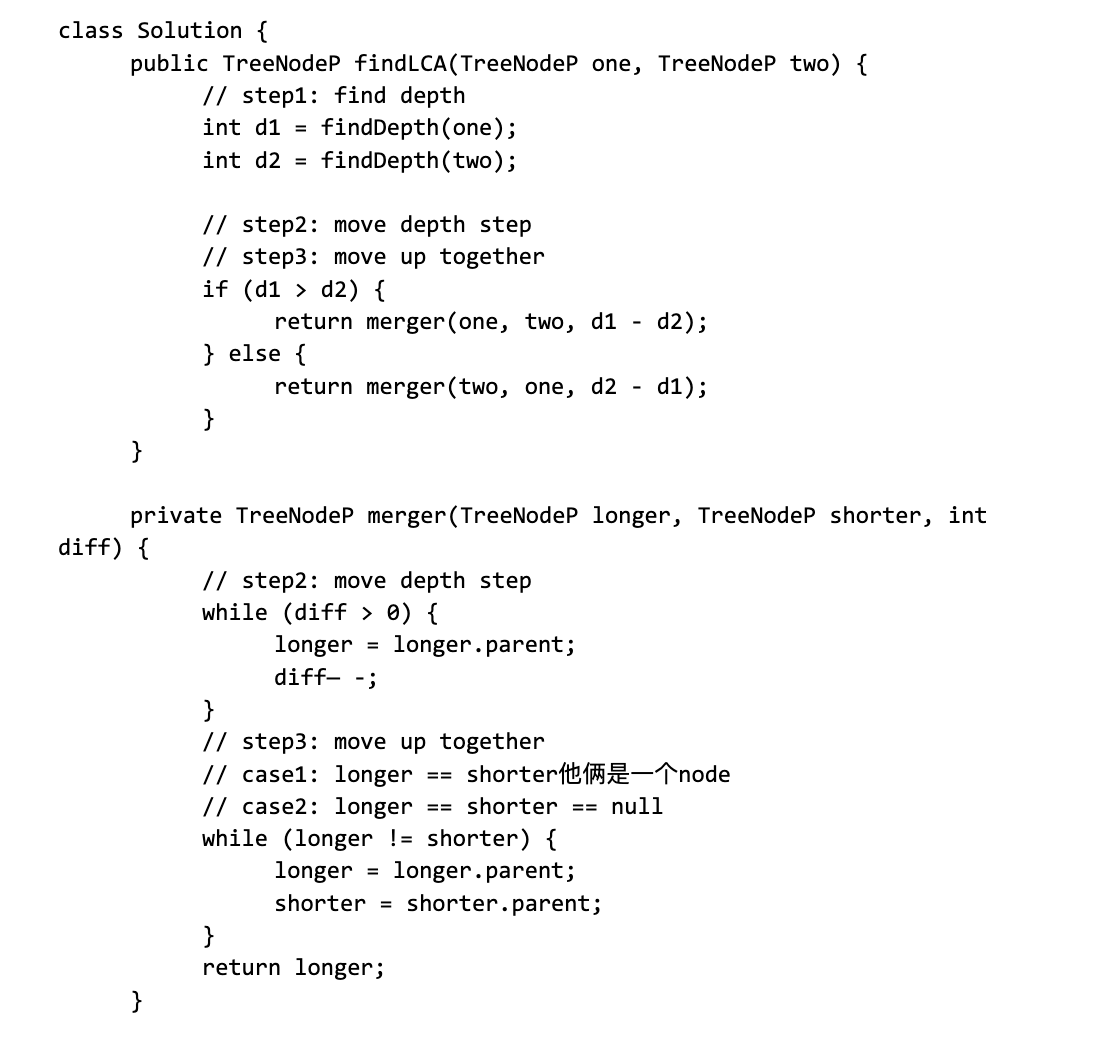 class Solution {
public TreeNodeP findLCA(TreeNodeP one, TreeNodeP two) {
// step1: find depth
int d1 = findDepth(one);
int d2 = findDepth(two);
// step2: move depth step
// step3: move up together
if (d1 > d2) {
return merger(one, two, d1 - d2);
} else {
return merger(two, one, d2 - d1);
}
}
private TreeNodeP merger(TreeNodeP longer, TreeNodeP shorter, int
diff) {
// step2: move depth step
while (diff > 0) {
longer = longer.parent;
diff— -;
}
// step3: move up together
// case1: longer == shorter他俩是一个node
// case2: longer == shorter == null
while (longer != shorter) {
longer = longer.parent;
shorter = shorter.parent;
}
return longer;
}